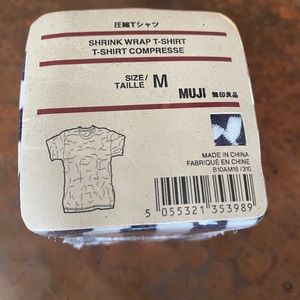 圧縮Tシャツ
SHRINK WRAP T-SHIRT
T-SHIRT COMPRESSE
SIZE/
TAILLE M
MUJI 無印良品
MADE IN CHINA
FABRIQUÉ EN CHINE
B10AM16 / 310
5 055321 353989